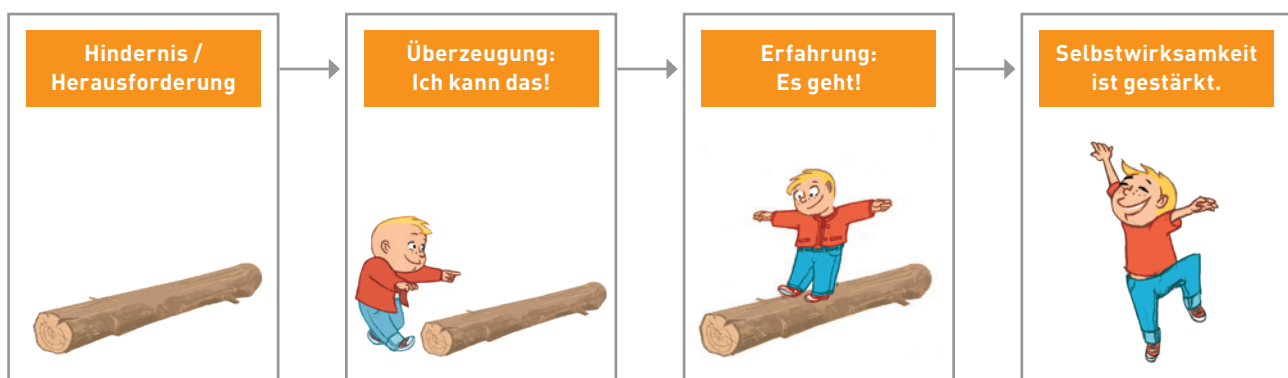 Hindernis /
Herausforderung
Überzeugung:
Ich kann das!
Erfahrung:
Es geht!
Selbstwirksamkeit
ist gestärkt.